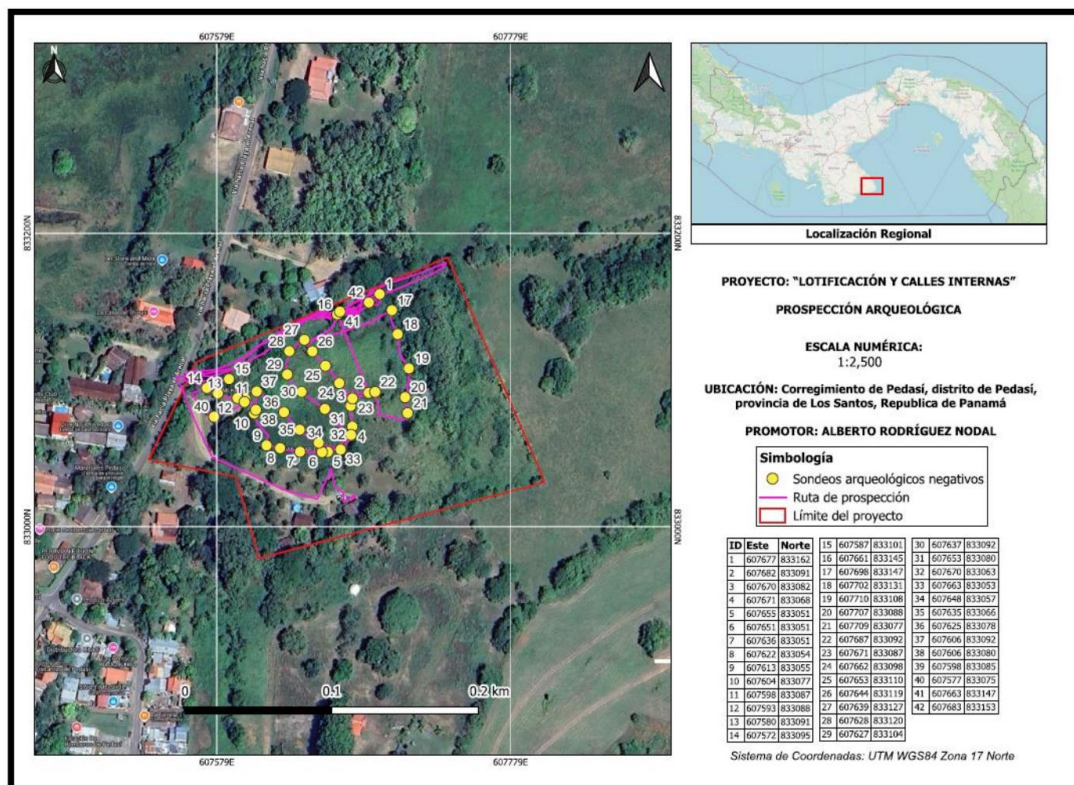 607579E 607779E
N
833200N 833200N
833000N 833000N
1
42
17
16
41
18
27
26
28
19
15
29
25
14
13
37
30
3
2
22
20
11
36
23
21
40
12
38
31
10
35
34
32
4
9
8
7
6
5
33
0 0.1 0.2 km
607579E 607779E
Localización Regional
PROYECTO: “LOTIFICACIÓN Y CALLES INTERNAS”
PROSPECCIÓN ARQUEOLÓGICA
ESCALA NUMÉRICA:
1:2,500
UBICACIÓN: Corregimiento de Pedasí, distrito de Pedasí,
provincia de Los Santos, Republica de Panamá
PROMOTOR: ALBERTO RODRÍGUEZ NODAL
Simbología
Sondeos arqueológicos negativos
Ruta de prospección
Límite del proyecto
ID Este Norte
1 607677 833162
2 607682 833091
3 607670 833082
4 607671 833068
5 607655 833051
6 607651 833051
7 607636 833051
8 607622 833054
9 607613 833055
10 607604 833077
11 607598 833087
12 607593 833088
13 607580 833091
14 607572 833095
15 607587 833101
16 607661 833145
17 607698 833147
18 607702 833131
19 607710 833108
20 607707 833088
21 607709 833077
22 607687 833092
23 607671 833087
24 607662 833098
25 607653 833110
26 607644 833119
27 607639 833127
28 607628 833120
29 607627 833104
30 607637 833092
31 607653 833080
32 607670 833063
33 607663 833053
34 607648 833057
35 607635 833066
36 607625 833078
37 607606 833092
38 607606 833080
39 607598 833085
40 607577 833075
41 607663 833147
42 607683 833153
Sistema de Coordenadas: UTM WGS84 Zona 17 Norte